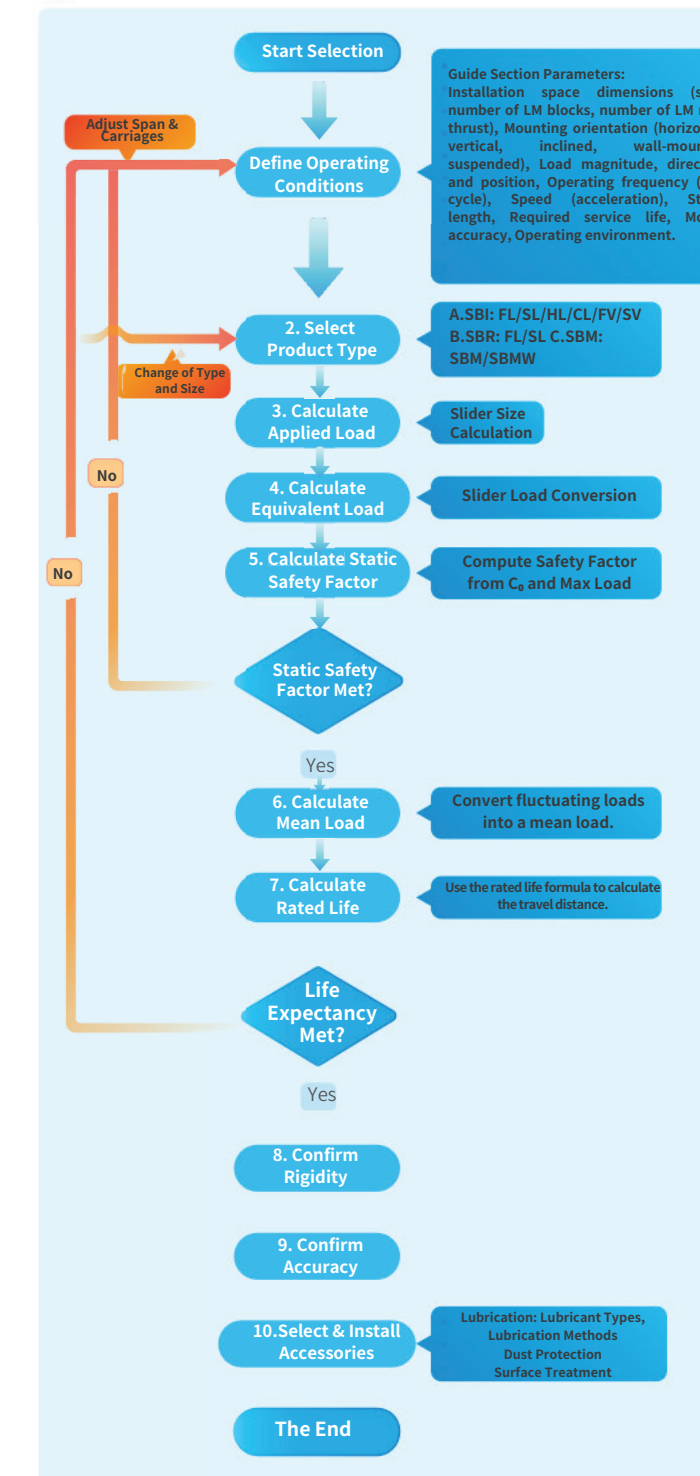 Start Selection
Guide Section Parameters:
Installation space dimensions
number of LM blocks, number of LM
thrust), Mounting orientation
vertical, inclined,
suspended), Load magnitude,
and position, Operating frequency
cycle), Speed (acceleration),
length, Required service life,
accuracy, Operating environment.
Adjust Span &
Carriages
Define Operating
Conditions
2. Select
Product Type
A.SBI: FL/SL/HL/CL/FV/SV
B.SBR: FL/SL C.SBM:
SBM/SBMW
Change of Type
and Size
3. Calculate
Applied Load
Slider Size
Calculation
No
4. Calculate
Equivalent Load
Slider Load Conversion
5. Calculate Static
Safety Factor
Compute Safety Factor
from C₀ and Max Load
No
Static Safety
Factor Met?
Yes
6. Calculate
Mean Load
Convert fluctuating loads
into a mean load.
7. Calculate
Rated Life
Use the rated life formula to calculate
the travel distance.
Life
Expectancy
Met?
Yes
8. Confirm
Rigidity
9. Confirm
Accuracy
10.Select & Install
Accessories
Lubrication: Lubricant Types,
Lubrication Methods
Dust Protection
Surface Treatment
The End